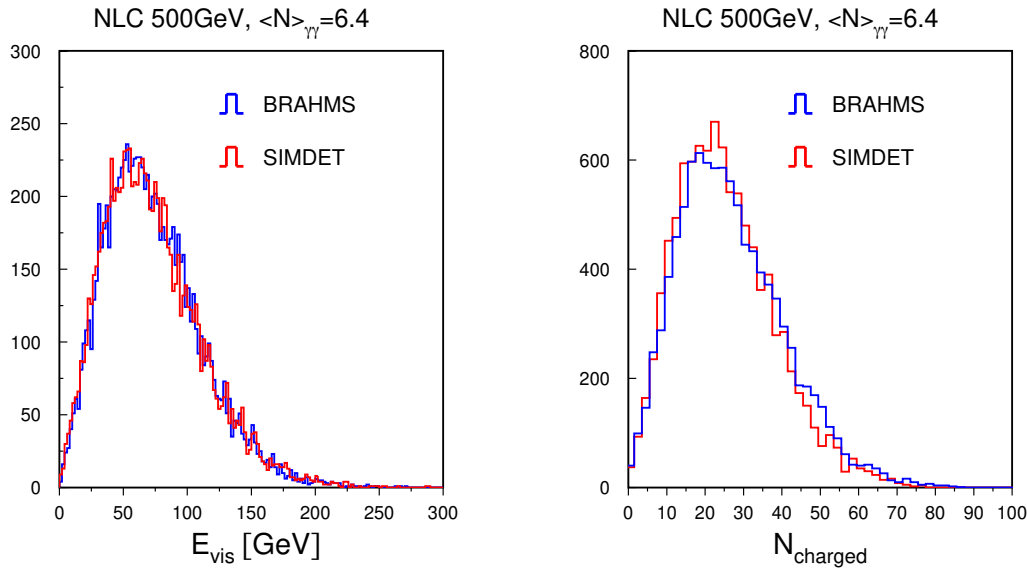 NLC 500GeV, <N>γγ=6.4
300
250
200
150
100
50
0
0 50 100 150 200 250 300
E_vis [GeV]
BRAHMS
SIMDET
NLC 500GeV, <N>γγ=6.4
800
600
400
200
0
0 10 20 30 40 50 60 70 80 90 100
N_charged
BRAHMS
SIMDET